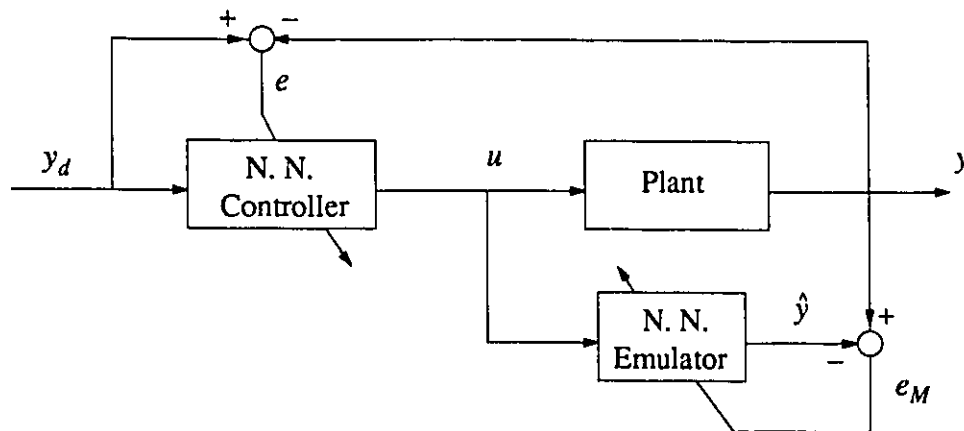 + −
e
y_d
N. N.
Controller
u
Plant
y
N. N.
Emulator
ŷ
+
−
e_M